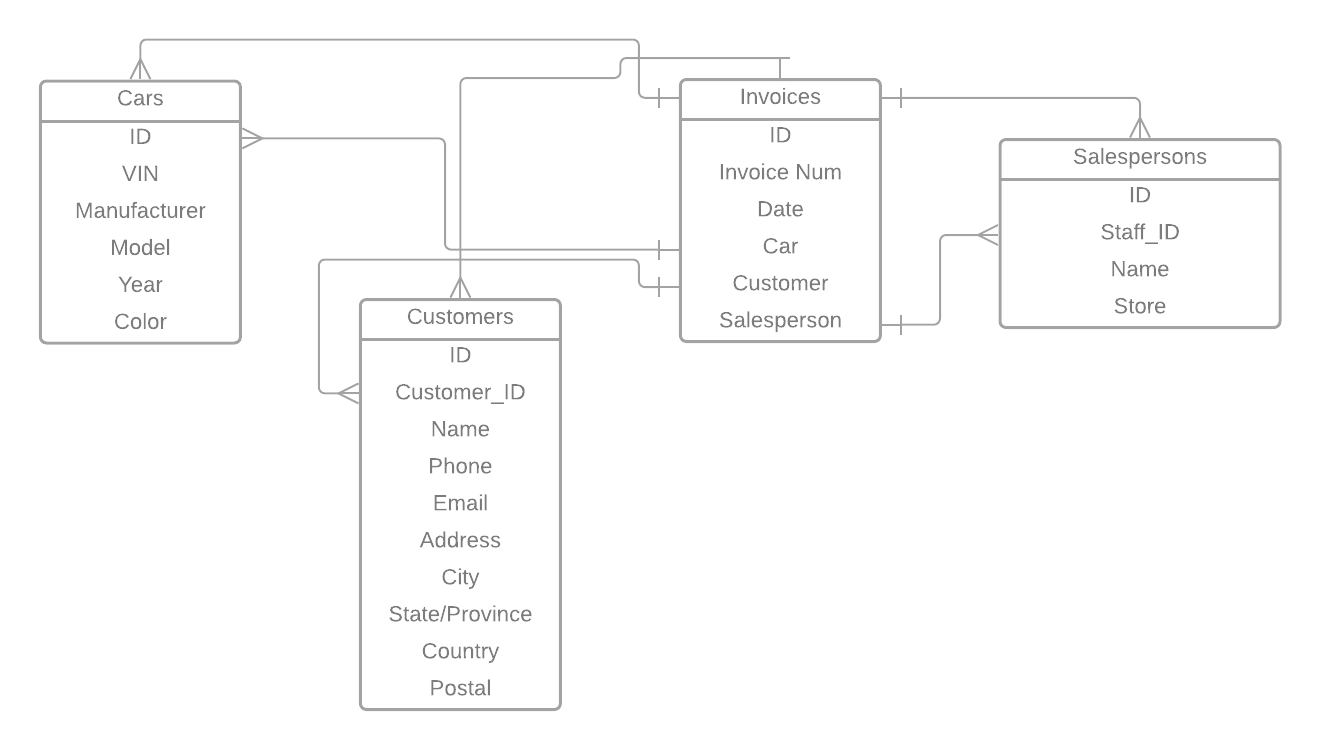 Cars
ID
VIN
Manufacturer
Model
Year
Color
Customers
ID
Customer_ID
Name
Phone
Email
Address
City
State/Province
Country
Postal
Invoices
ID
Invoice Num
Date
Car
Customer
Salesperson
Salespersons
ID
Staff_ID
Name
Store